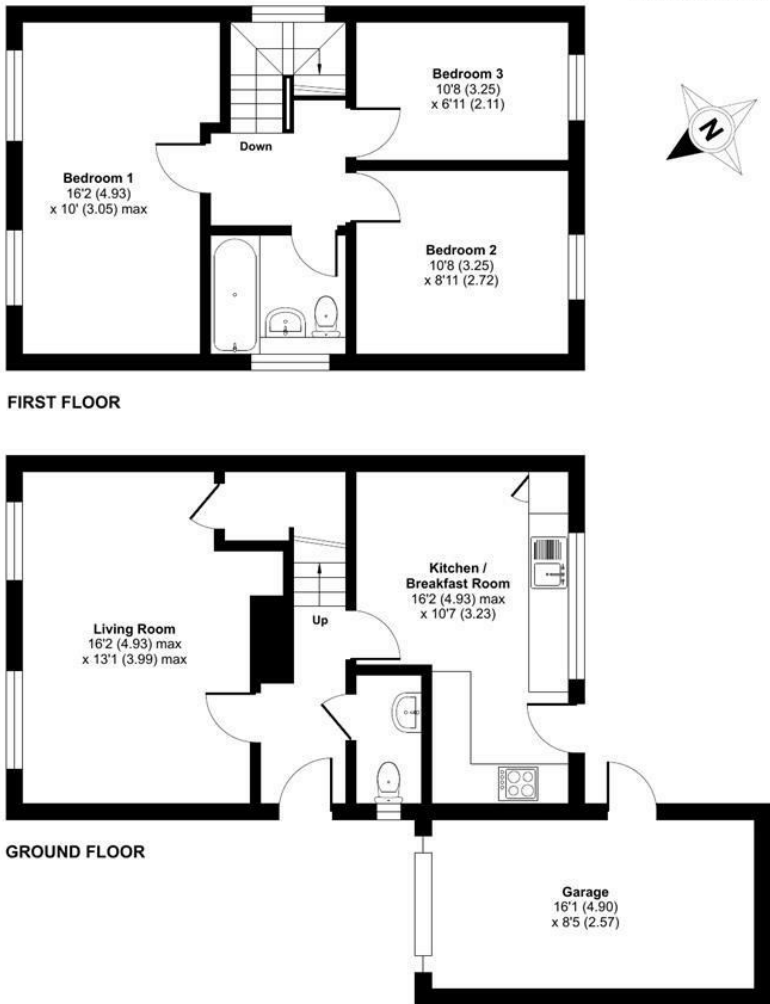 Bedroom 3
10'8 (3.25)
x 6'11 (2.11)
N
Down
Bedroom 1
16'2 (4.93)
x 10' (3.05) max
Bedroom 2
10'8 (3.25)
x 8'11 (2.72)
FIRST FLOOR
Kitchen /
Breakfast Room
16'2 (4.93) max
x 10'7 (3.23)
Up
Living Room
16'2 (4.93) max
x 13'1 (3.99) max
GROUND FLOOR
Garage
16'1 (4.90)
x 8'5 (2.57)